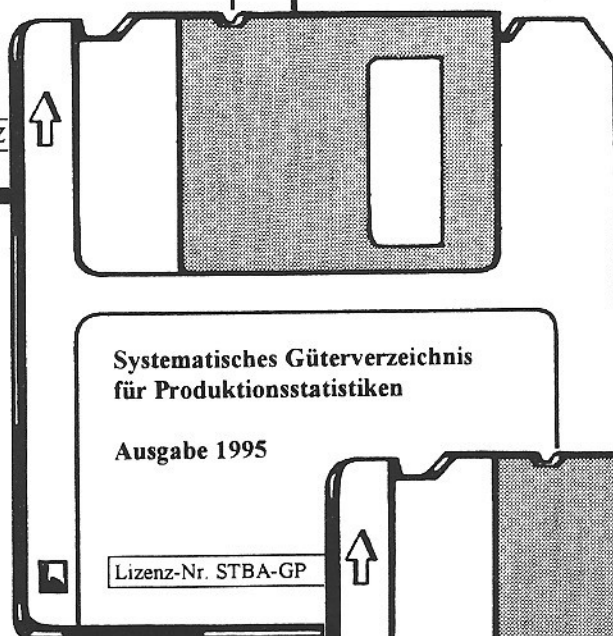 Systematisches Güterverzeichnis
für Produktionsstatistiken
Ausgabe 1995
Lizenz-Nr. STBA-GP